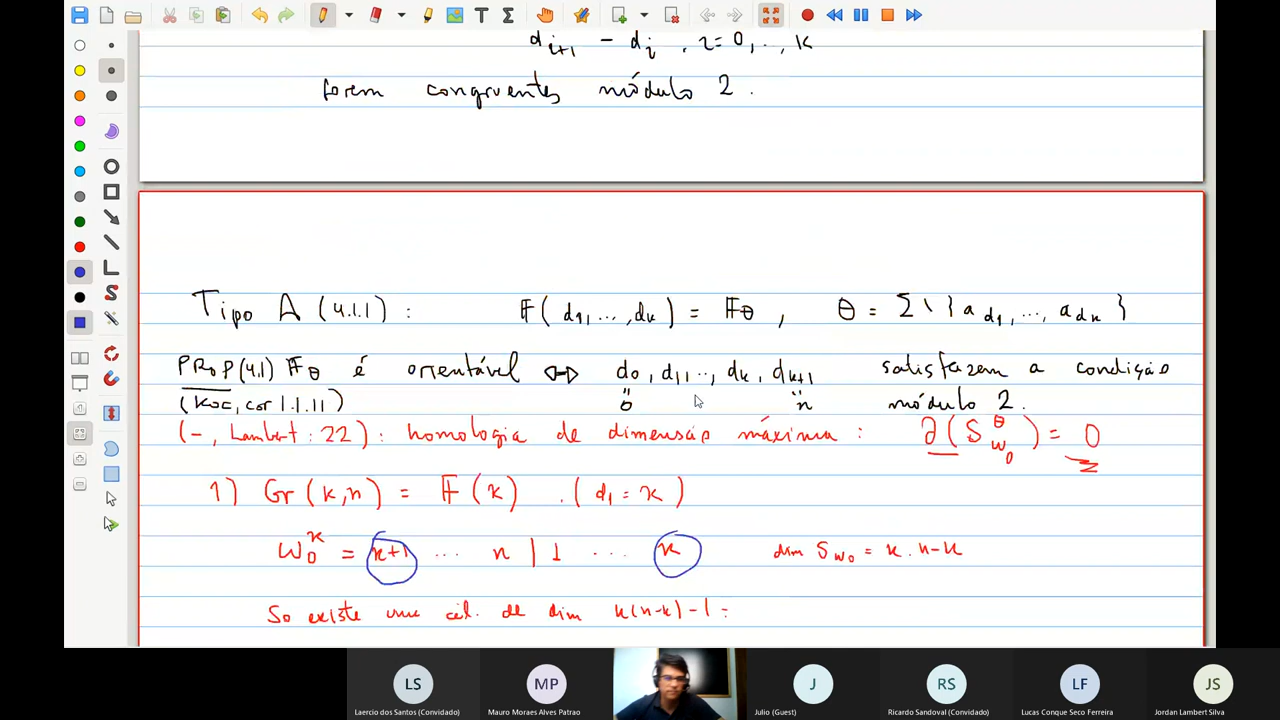 d_{i+1} - d_i , i=0, .., k
forem congruentes módulo 2.
Tipo A (4.1.1) : 𝔽(d_1, ..., d_k) = 𝔽_Θ , Θ = Σ \ {a_{d_1}, ..., a_{d_k}}
PROP (4.1) 𝔽_Θ é orientável ⇔ d_0, d_1, .., d_k, d_{k+1} satisfazem a condição
(Koc, cor 1.1.11) 0 n módulo 2.
(-, Lambert : 22) : homologia de dimensão máxima : ∂(S^Θ_{w_0}) = 0
1) Gr(k,n) = 𝔽(k) . (d_1 = k)
w_0^k = k+1 ... n | 1 ... k dim S_{w_0} = k.n-k
So existe uma cél. de dim k(n-k)-1 :
LS
MP
J
RS
LF
JS
Laercio dos Santos (Convidado)
Mauro Moraes Alves Patrao
Julio (Guest)
Ricardo Sandoval (Convidado)
Lucas Conque Seco Ferreira
Jordan Lambert Silva